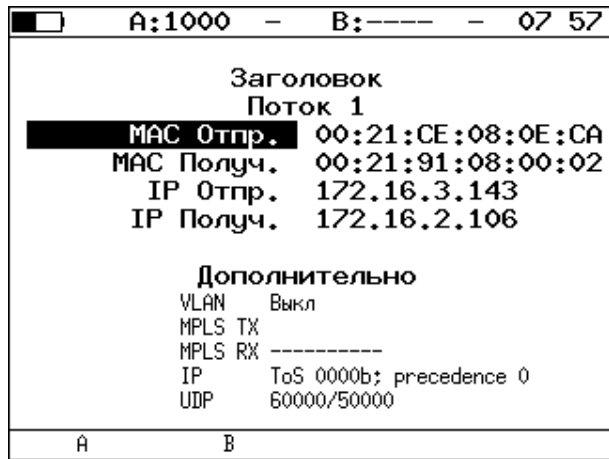 A:1000 – B:---- – 07 57
Заголовок
Поток 1
MAC Отпр. 00:21:CE:08:0E:CA
MAC Получ. 00:21:91:08:00:02
IP Отпр. 172.16.3.143
IP Получ. 172.16.2.106
Дополнительно
VLAN Выкл
MPLS TX
MPLS RX -----------
IP ToS 0000b; precedence 0
UDP 60000/50000
A B